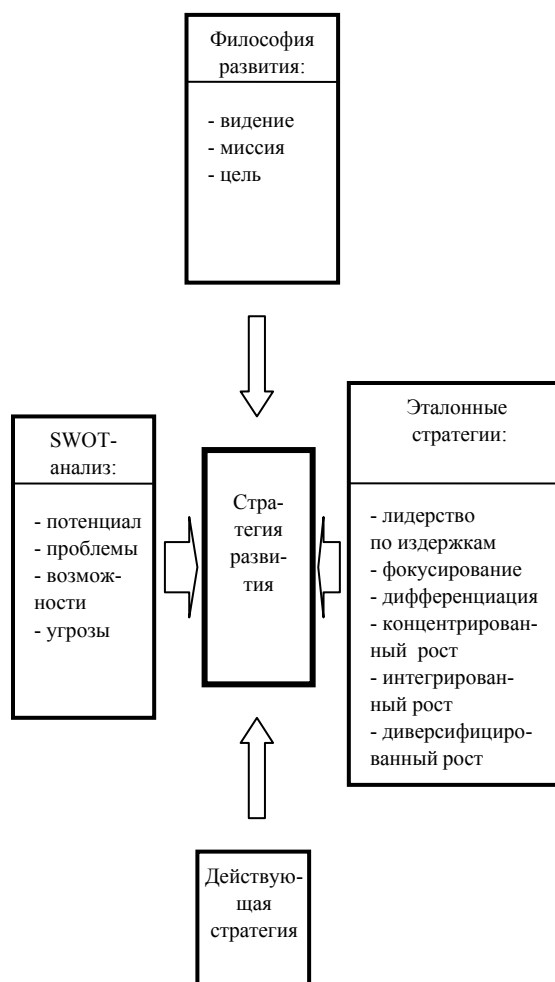 Философия
развития:
- видение
- миссия
- цель
SWOT-
анализ:
- потенциал
- проблемы
- возмож-
ности
- угрозы
Стра-
тегия
разви-
тия
Эталонные
стратегии:
- лидерство
по издержкам
- фокусирование
- дифференциация
- концентрирован-
ный рост
- интегрирован-
ный рост
- диверсифициро-
ванный рост
Действую-
щая
стратегия